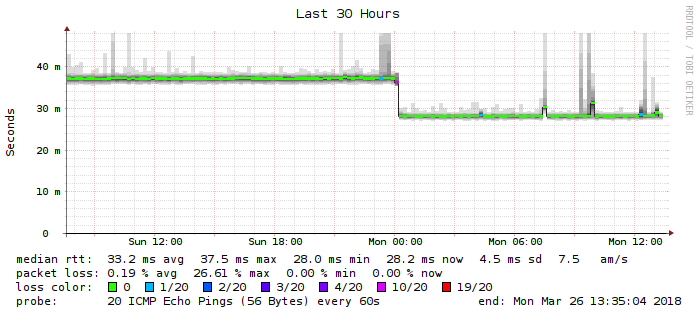 Last 30 Hours
RRDTOOL / TOBI OETIKER
Seconds
40 m
30 m
20 m
10 m
0
Sun 12:00 Sun 18:00 Mon 00:00 Mon 06:00 Mon 12:00
median rtt: 33.2 ms avg 37.5 ms max 28.0 ms min 28.2 ms now 4.5 ms sd 7.5 am/s
packet loss: 0.19 % avg 26.61 % max 0.00 % min 0.00 % now
loss color: 0 1/20 2/20 3/20 4/20 10/20 19/20
probe: 20 ICMP Echo Pings (56 Bytes) every 60s end: Mon Mar 26 13:35:04 2018